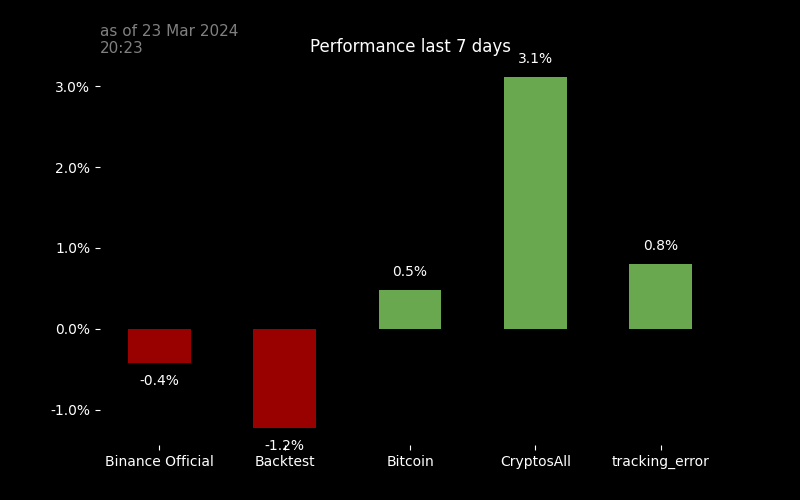 as of 23 Mar 2024
20:23
Performance last 7 days
3.1%
3.0%
2.0%
1.0%
0.8%
0.5%
0.0%
-0.4%
-1.0%
-1.2%
Binance Official
Backtest
Bitcoin
CryptosAll
tracking_error